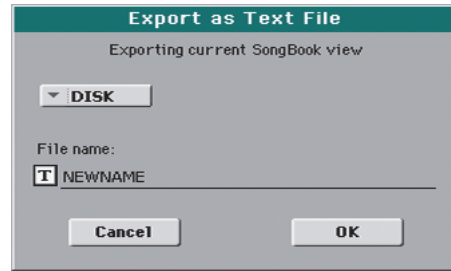 Export as Text File
Exporting current SongBook view
DISK
File name:
T NEWNAME
Cancel OK